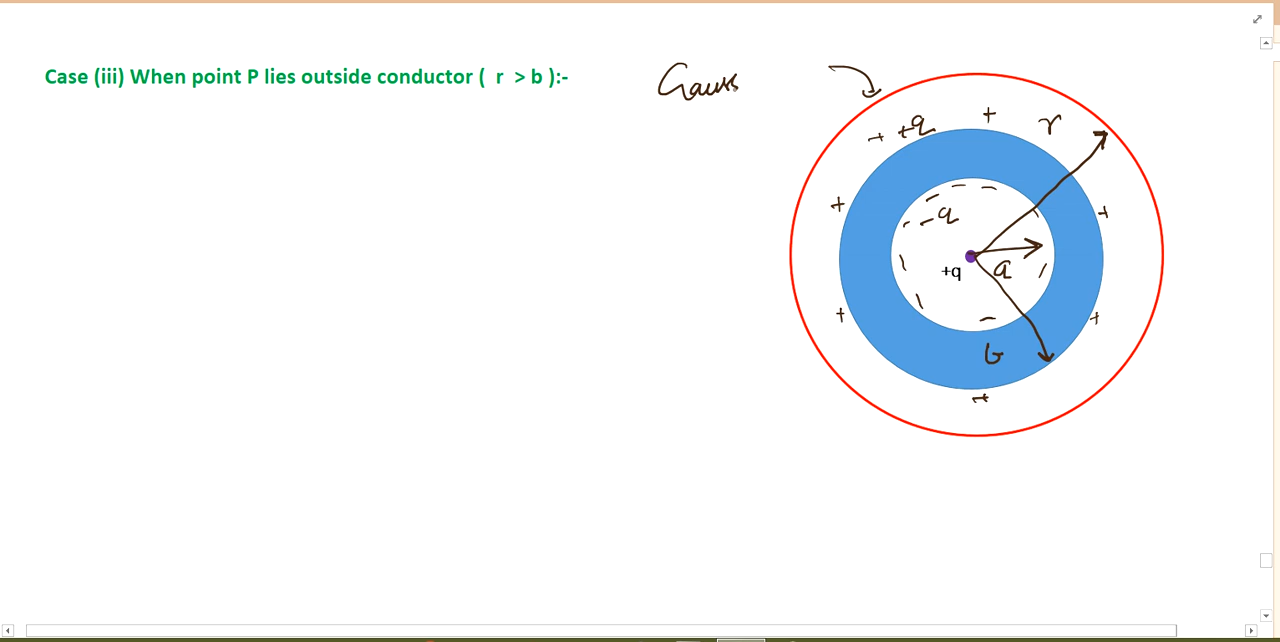 Case (iii) When point P lies outside conductor (  r  > b ):-
Gauss
+ +q + r
+ - - - +
- -q
+q a
+ - +
b
+